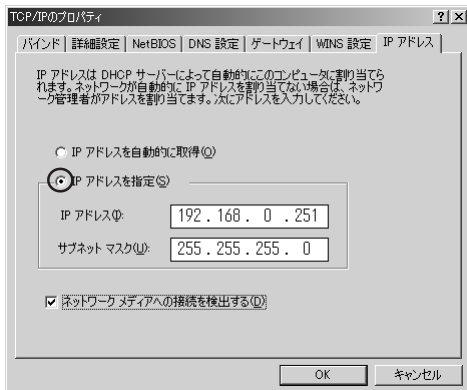 TCP/IPのプロパティ
バインド 詳細設定 NetBIOS DNS 設定 ゲートウェイ WINS 設定 IP アドレス
IP アドレスは DHCP サーバーによって自動的にこのコンピュータに割り当てら
れます。ネットワークが自動的に IP アドレスを割り当てない場合は、ネットワ
ーク管理者がアドレスを割り当てます。次にアドレスを入力してください。
IP アドレスを自動的に取得(O)
IP アドレスを指定(S)
IP アドレス(I): 192.168.0.251
サブネット マスク(U): 255.255.255.0
ネットワーク メディアへの接続を検出する(D)
OK キャンセル